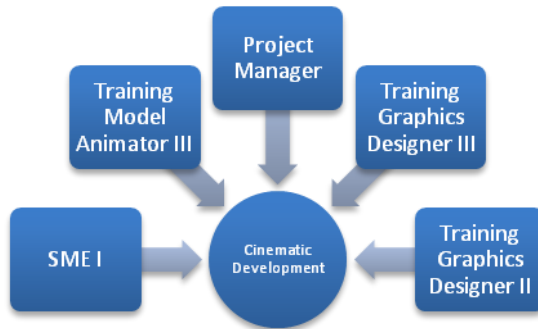 Project
Manager
Training
Model
Animator III
Training
Graphics
Designer III
SME I
Cinematic
Development
Training
Graphics
Designer II